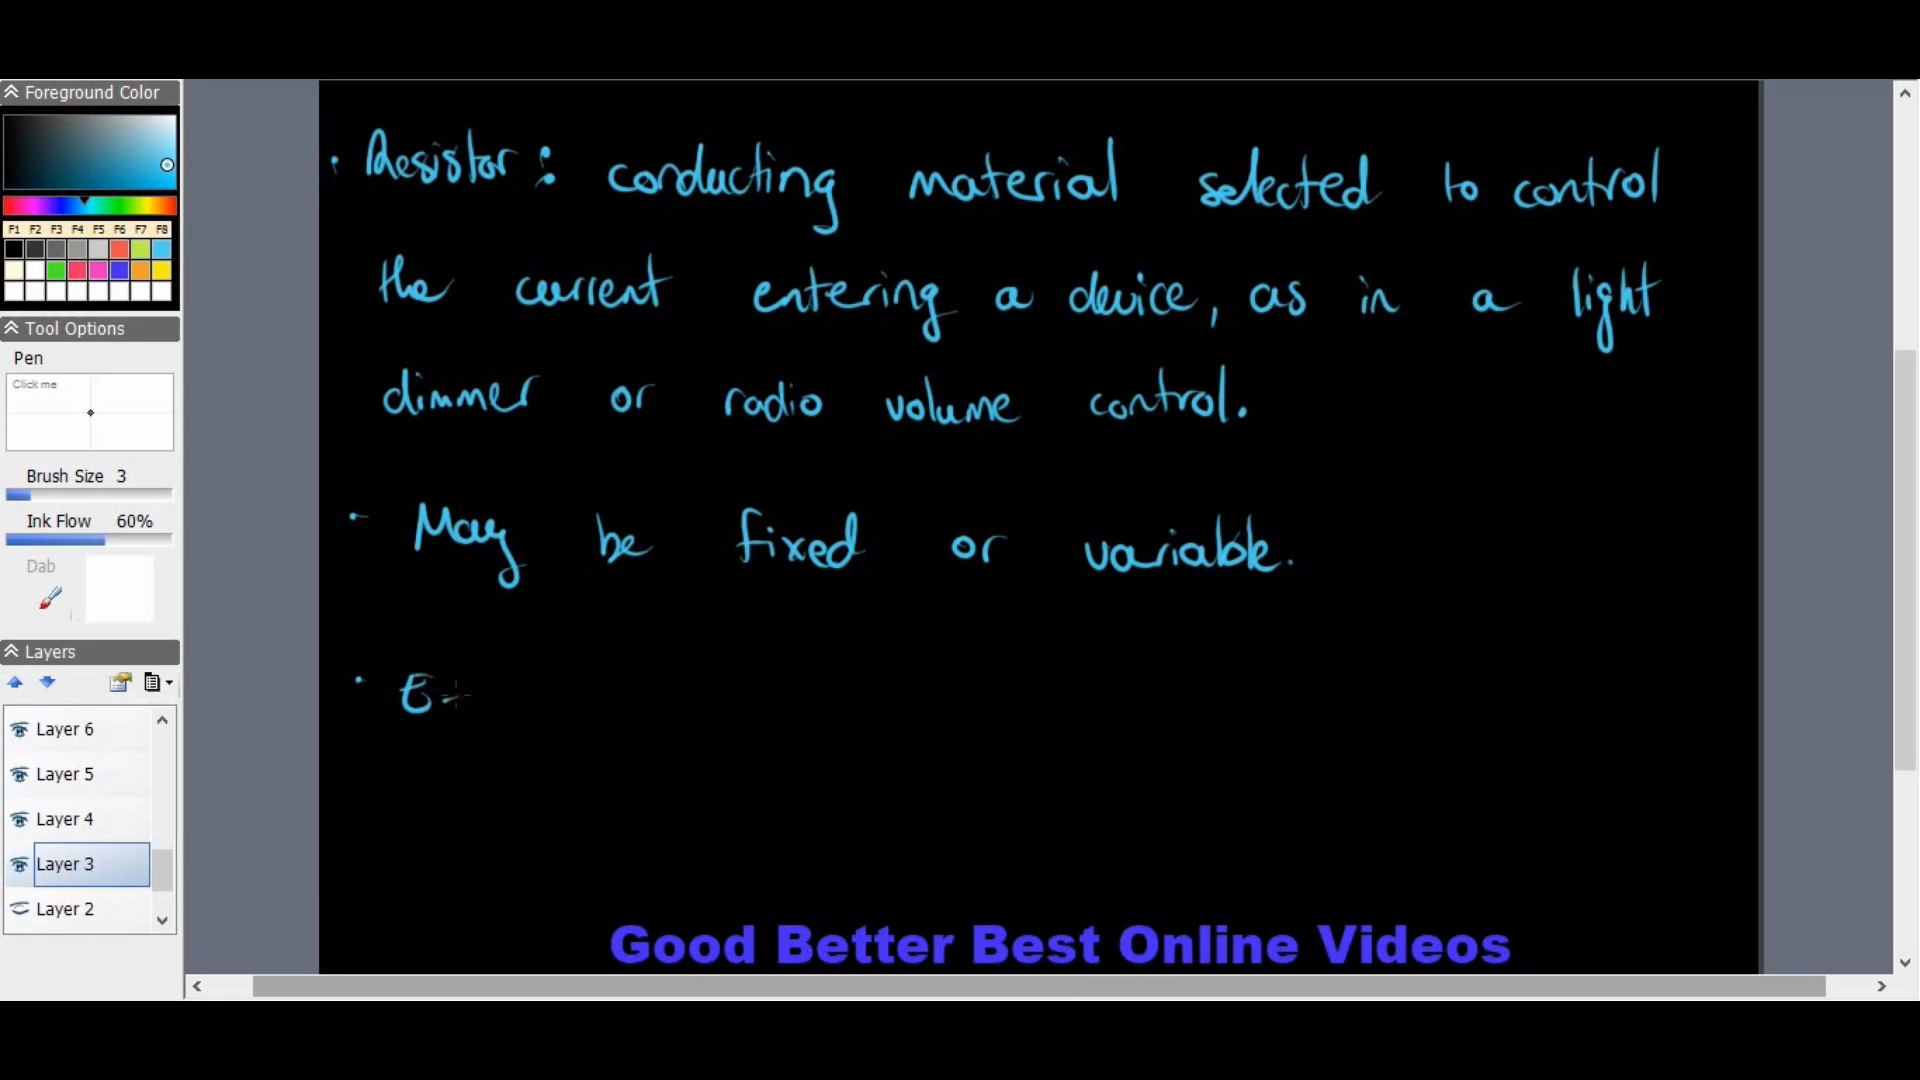 Foreground Color
F1 F2 F3 F4 F5 F6 F7 F8
Tool Options
Pen
Click me
Brush Size 3
Ink Flow 60%
Dab
Layers
Layer 6
Layer 5
Layer 4
Layer 3
Layer 2
· Resistor: conducting material selected to control
the current entering a device, as in a light
dimmer or radio volume control.
· May be fixed or variable.
Good Better Best Online Videos